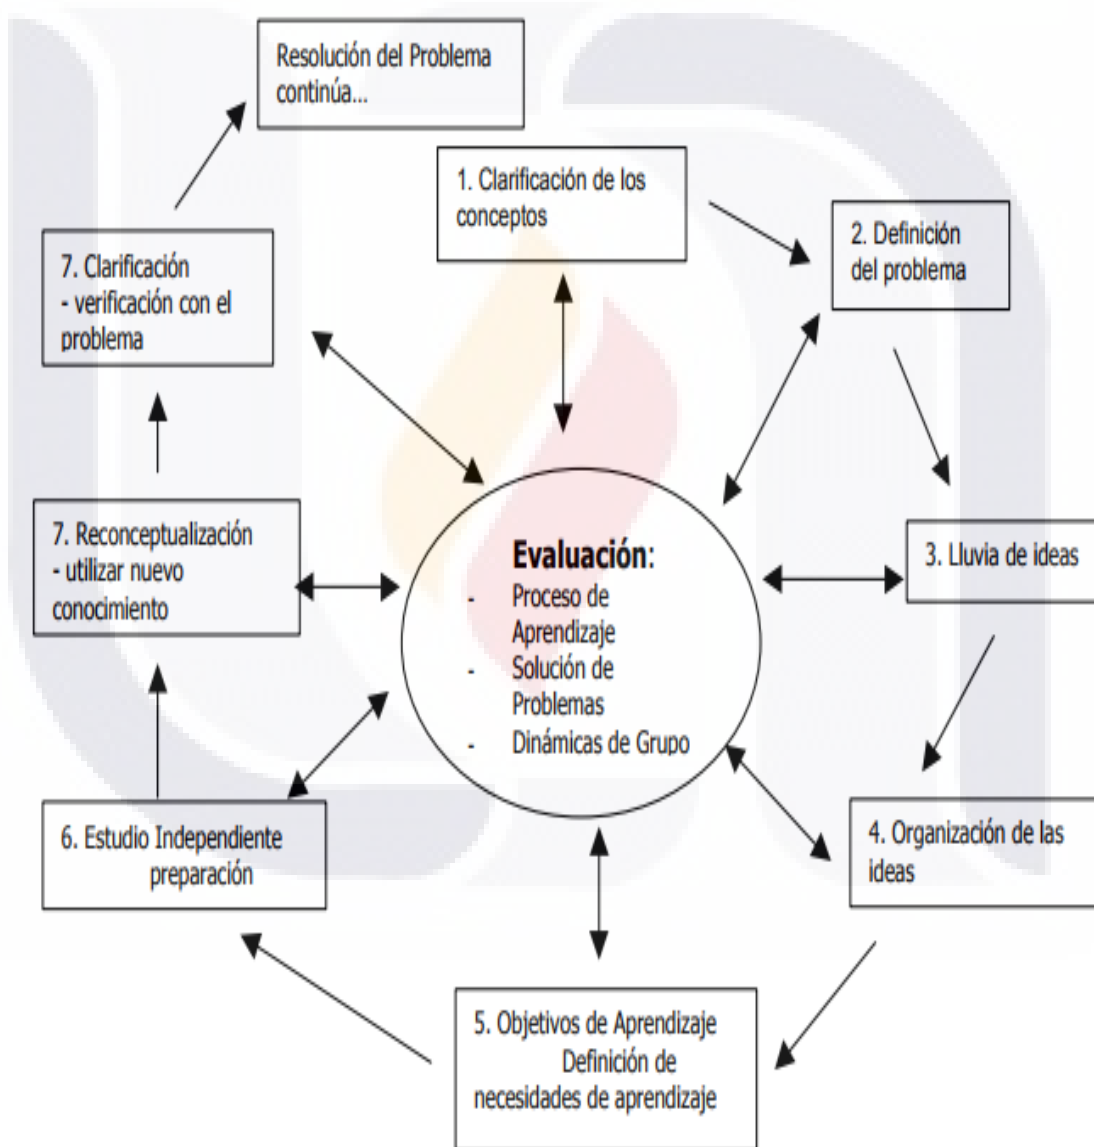 Resolución del Problema
continúa...
1. Clarificación de los
conceptos
2. Definición
del problema
3. Lluvia de ideas
4. Organización de las
ideas
5. Objetivos de Aprendizaje
Definición de
necesidades de aprendizaje
6. Estudio Independiente
preparación
7. Reconceptualización
- utilizar nuevo
conocimiento
7. Clarificación
- verificación con el
problema
Evaluación:
- Proceso de
Aprendizaje
- Solución de
Problemas
- Dinámicas de Grupo